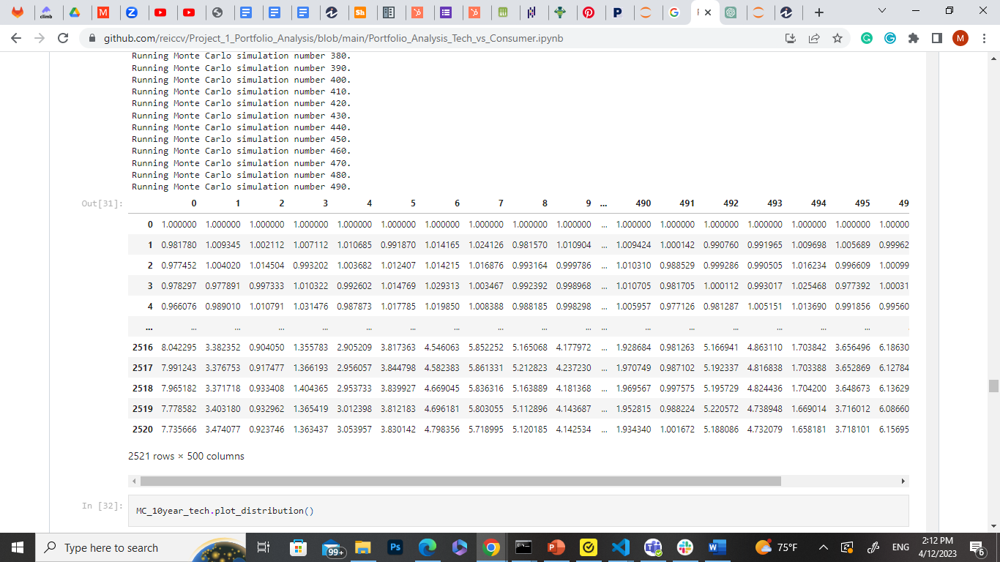 climb
M
Z
Sh
P
G
github.com/reiccv/Project_1_Portfolio_Analysis/blob/main/Portfolio_Analysis_Tech_vs_Consumer.ipynb
M
Running Monte Carlo simulation number 380.
Running Monte Carlo simulation number 390.
Running Monte Carlo simulation number 400.
Running Monte Carlo simulation number 410.
Running Monte Carlo simulation number 420.
Running Monte Carlo simulation number 430.
Running Monte Carlo simulation number 440.
Running Monte Carlo simulation number 450.
Running Monte Carlo simulation number 460.
Running Monte Carlo simulation number 470.
Running Monte Carlo simulation number 480.
Running Monte Carlo simulation number 490.
Out[31]: 0 1 2 3 4 5 6 7 8 9 ... 490 491 492 493 494 495 49
0 1.000000 1.000000 1.000000 1.000000 1.000000 1.000000 1.000000 1.000000 1.000000 1.000000 ... 1.000000 1.000000 1.000000 1.000000 1.000000 1.000000 1.00000
1 0.981780 1.009345 1.002112 1.007112 1.010685 0.991870 1.014165 1.024126 0.981570 1.010904 ... 1.009424 1.000142 0.990760 0.991965 1.009698 1.005689 0.99962
2 0.977452 1.004020 1.014504 0.993202 1.003682 1.012407 1.014215 1.016876 0.993164 0.999786 ... 1.010310 0.988529 0.999286 0.990505 1.016234 0.996609 1.00099
3 0.978297 0.977891 0.997333 1.010322 0.992602 1.014769 1.029313 1.003467 0.992392 0.998968 ... 1.010705 0.981705 1.000112 0.993017 1.025468 0.977392 1.00031
4 0.966076 0.989010 1.010791 1.031476 0.987873 1.017785 1.019850 1.008388 0.988185 0.998298 ... 1.005957 0.977126 0.981287 1.005151 1.013690 0.991856 0.99560
... ... ... ... ... ... ... ... ... ... ... ... ... ... ... ... ... ...
2516 8.042295 3.382352 0.904050 1.355783 2.905209 3.817363 4.546063 5.852252 5.165068 4.177972 ... 1.928684 0.981263 5.166941 4.863110 1.703842 3.656496 6.18630
2517 7.991243 3.376753 0.917477 1.366193 2.956057 3.844798 4.582383 5.861331 5.212823 4.237230 ... 1.970749 0.987102 5.192337 4.816838 1.703388 3.652869 6.12784
2518 7.965182 3.371718 0.933408 1.404365 2.953733 3.839927 4.669045 5.836316 5.163889 4.181368 ... 1.969567 0.997575 5.195729 4.824436 1.704200 3.648673 6.13629
2519 7.778582 3.403180 0.932962 1.365419 3.012398 3.812183 4.696181 5.803055 5.112896 4.143687 ... 1.952815 0.988224 5.220572 4.738948 1.669014 3.716012 6.08660
2520 7.735666 3.474077 0.923746 1.363437 3.053957 3.830142 4.798356 5.718995 5.120185 4.142534 ... 1.934340 1.001672 5.188086 4.732079 1.658181 3.718101 6.15695
2521 rows × 500 columns
In [32]: MC_10year_tech.plot_distribution()
Type here to search
99+
Ps
75°F
ENG
2:12 PM
4/12/2023
6